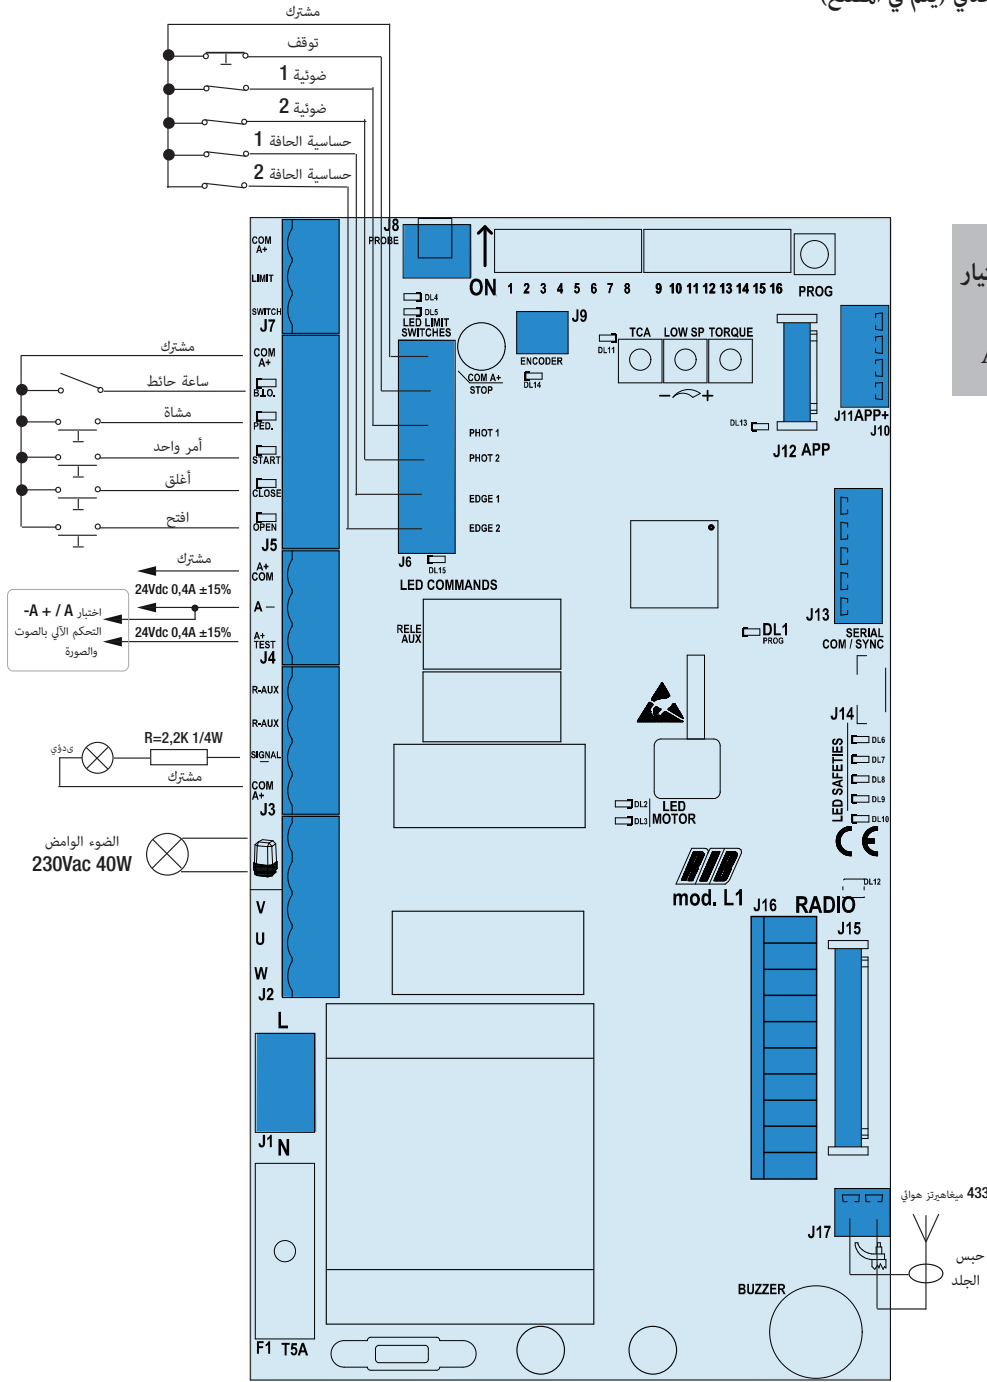 مشترك
توقف
ضوئية 1
ضوئية 2
حساسية الحافة 1
حساسية الحافة 2
COM A+
LIMIT
SWITCH
J7
J8
PROBE
ON
1 2 3 4 5 6 7 8
9 10 11 12 13 14 15 16
PROG
DL4
DL5
LED LIMIT SWITCHES
J9
ENCODER
DL14
DL11
TCA LOW SP TORQUE
− +
DL13
J12 APP
J11APP+
J10
مشترك
ساعة حائط
مشاة
أمر واحد
أغلق
افتح
COM A+
B.I.O.
PED.
START
CLOSE
OPEN
J5
COM A+
STOP
PHOT 1
PHOT 2
EDGE 1
EDGE 2
J6
DL15
LED COMMANDS
مشترك
24Vdc 0,4A ±15%
24Vdc 0,4A ±15%
اختبار A + / A-
التحكم الآلي بالصوت
والصورة
A+ COM
A −
A+ TEST
J4
RELE AUX
DL1
PROG
J13
SERIAL
COM / SYNC
J14
LED SAFETIES
DL6
DL7
DL8
DL9
DL10
CE
DL12
R-AUX
R-AUX
SIGNAL
COM A+
J3
R=2,2K 1/4W
مشترك
الضوء الوامض
230Vac 40W
DL2
DL3
LED MOTOR
mod. L1
J16
RADIO
J15
V
U
W
J2
L
J1
N
F1 T5A
J17
BUZZER
433 ميغاهيرتز هوائي
حبس
الجلد